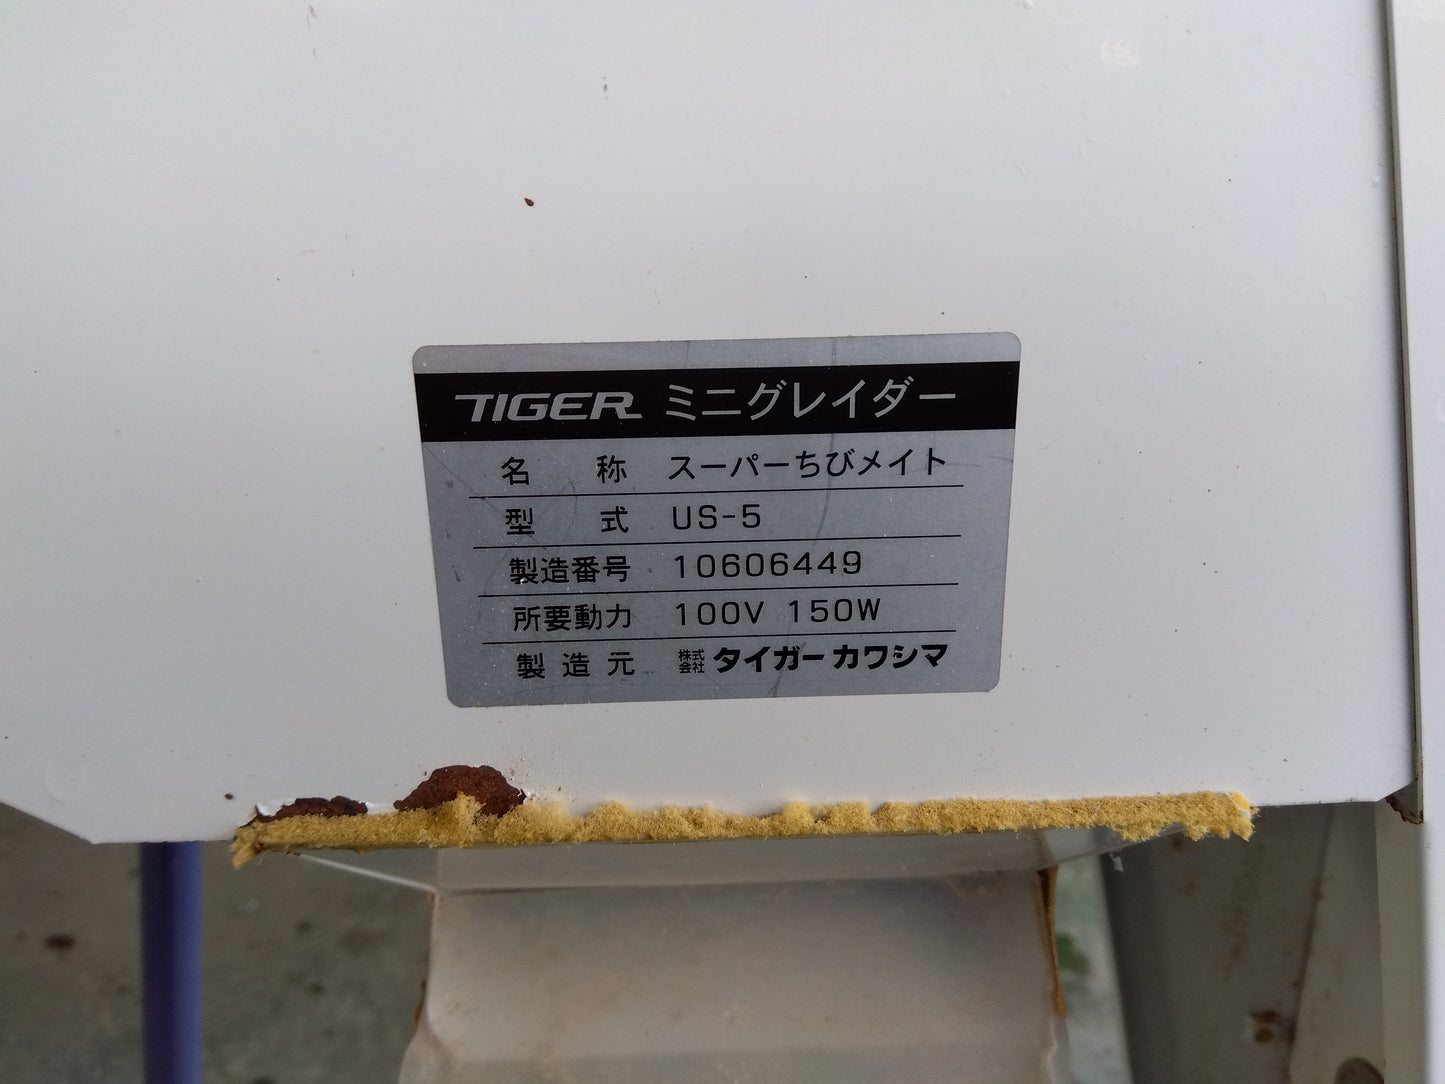 TIGER ミニグレイダー
名称 スーパーちびメイト
型式 US-5
製造番号 10606449
所要動力 100V 150W
製造元 株式会社 タイガーカワシマ